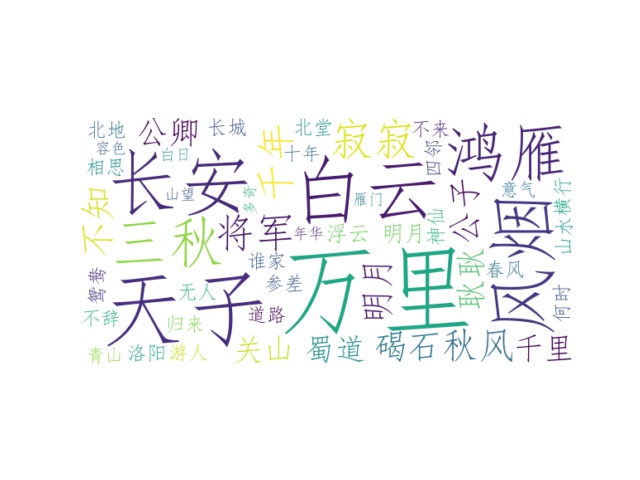 北地
公卿
长城
千年
北堂
寂寂
不来
鸿雁
容色
白日
十年
四邻
相思
长安
山望
多奇
白云
雁门
公子
神仙
意气
山水横行
不知
三秋
将军
年华
浮云
明月
风烟
鸳鸯
天子
无人
谁家
参差
万里
明月
耿耿
春风
何时
不辞
归来
道路
青山
洛阳
游人
关山
蜀道
碣石
秋风
千里